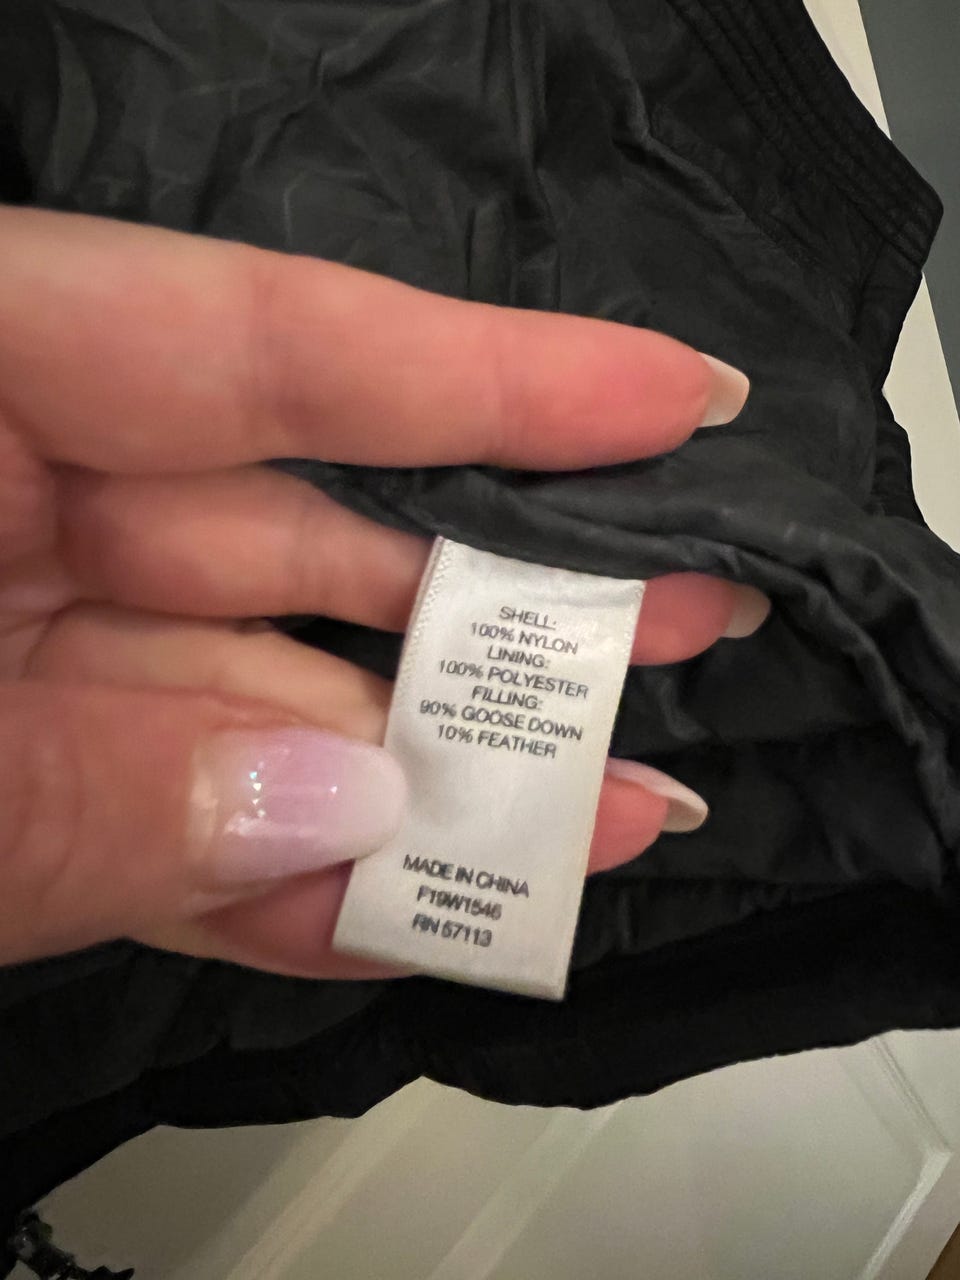 SHELL:
100% NYLON
LINING:
100% POLYESTER
FILLING:
90% GOOSE DOWN
10% FEATHER
MADE IN CHINA
F19W1546
RN 57113